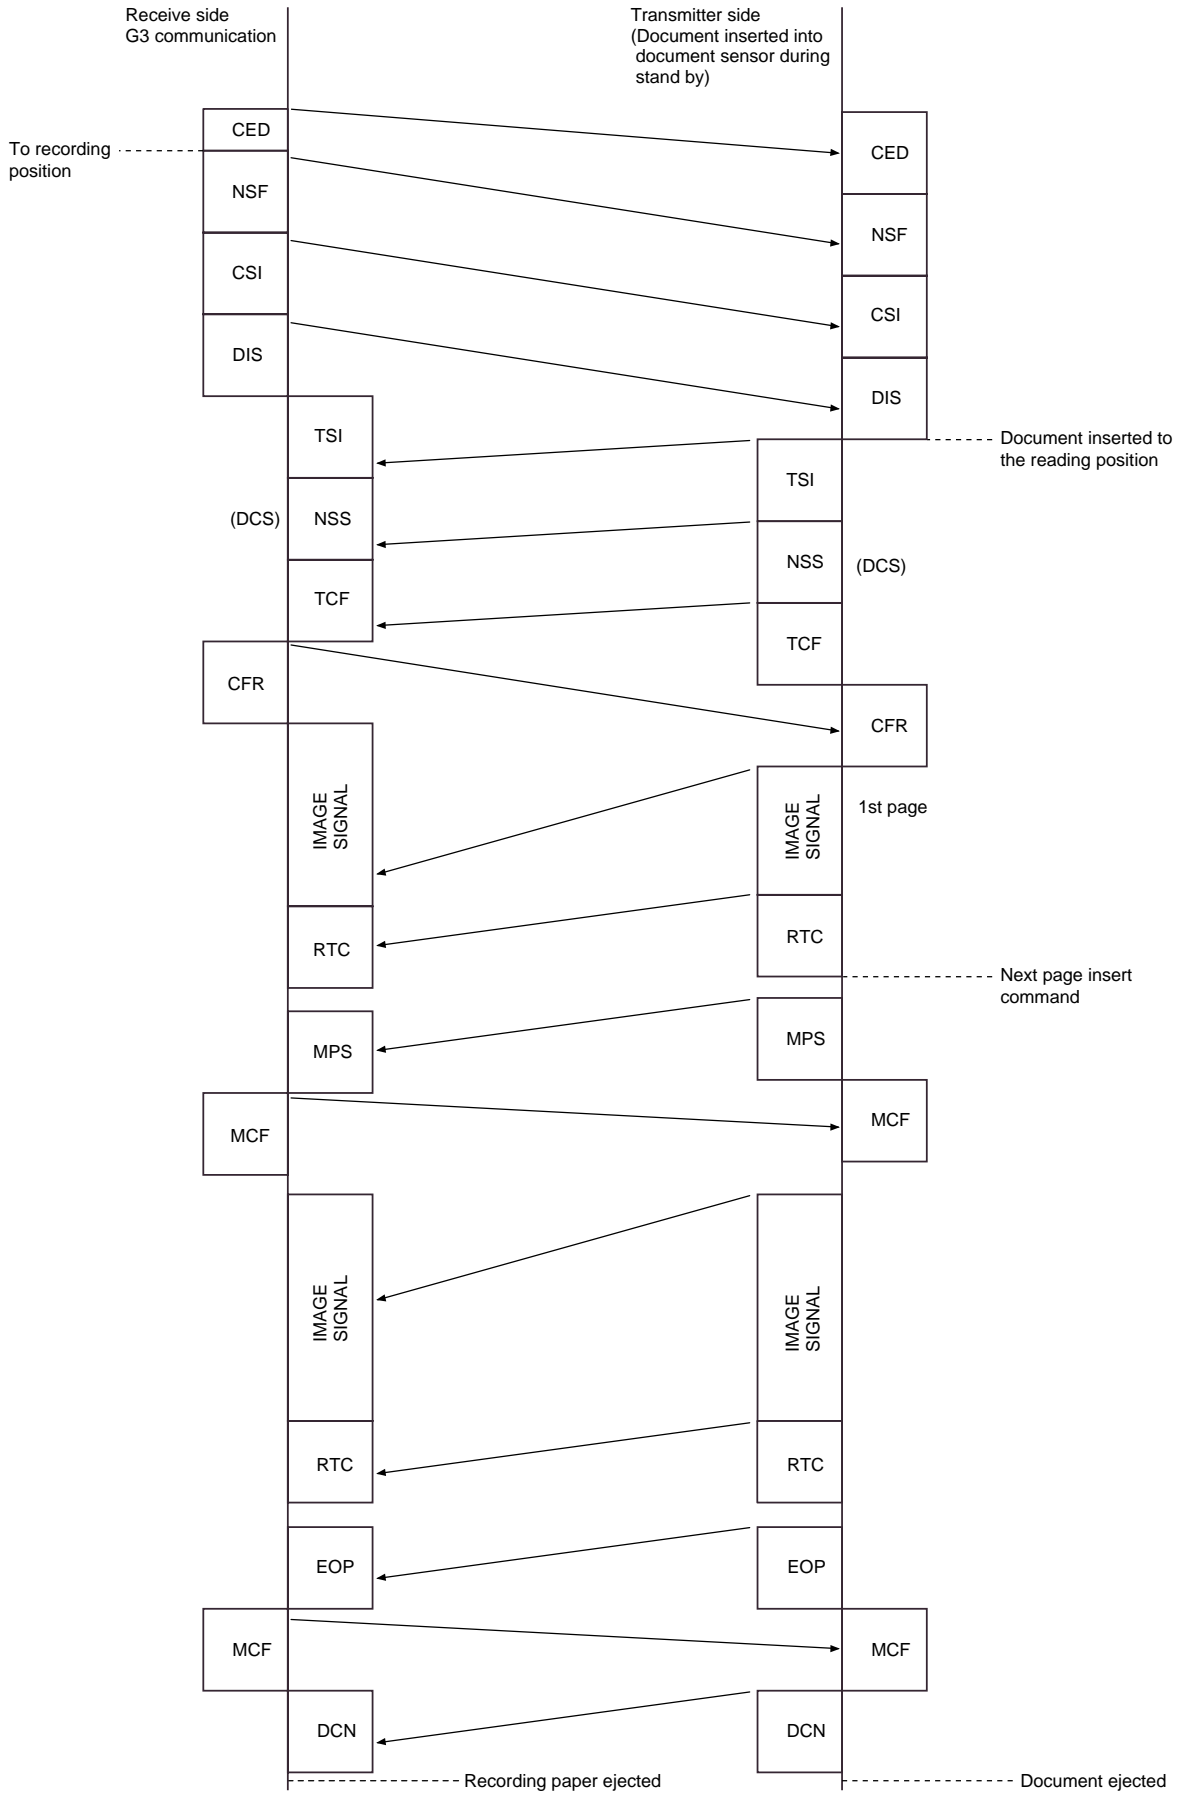 Receive side
G3 communication
Transmitter side
(Document inserted into
document sensor during
stand by)
CED
To recording
position
CED
NSF
NSF
CSI
CSI
DIS
DIS
TSI
Document inserted to
the reading position
TSI
(DCS)
NSS
NSS
(DCS)
TCF
TCF
CFR
CFR
IMAGE
SIGNAL
IMAGE
SIGNAL
1st page
RTC
RTC
Next page insert
command
MPS
MPS
MCF
MCF
IMAGE
SIGNAL
IMAGE
SIGNAL
RTC
RTC
EOP
EOP
MCF
MCF
DCN
DCN
Recording paper ejected
Document ejected